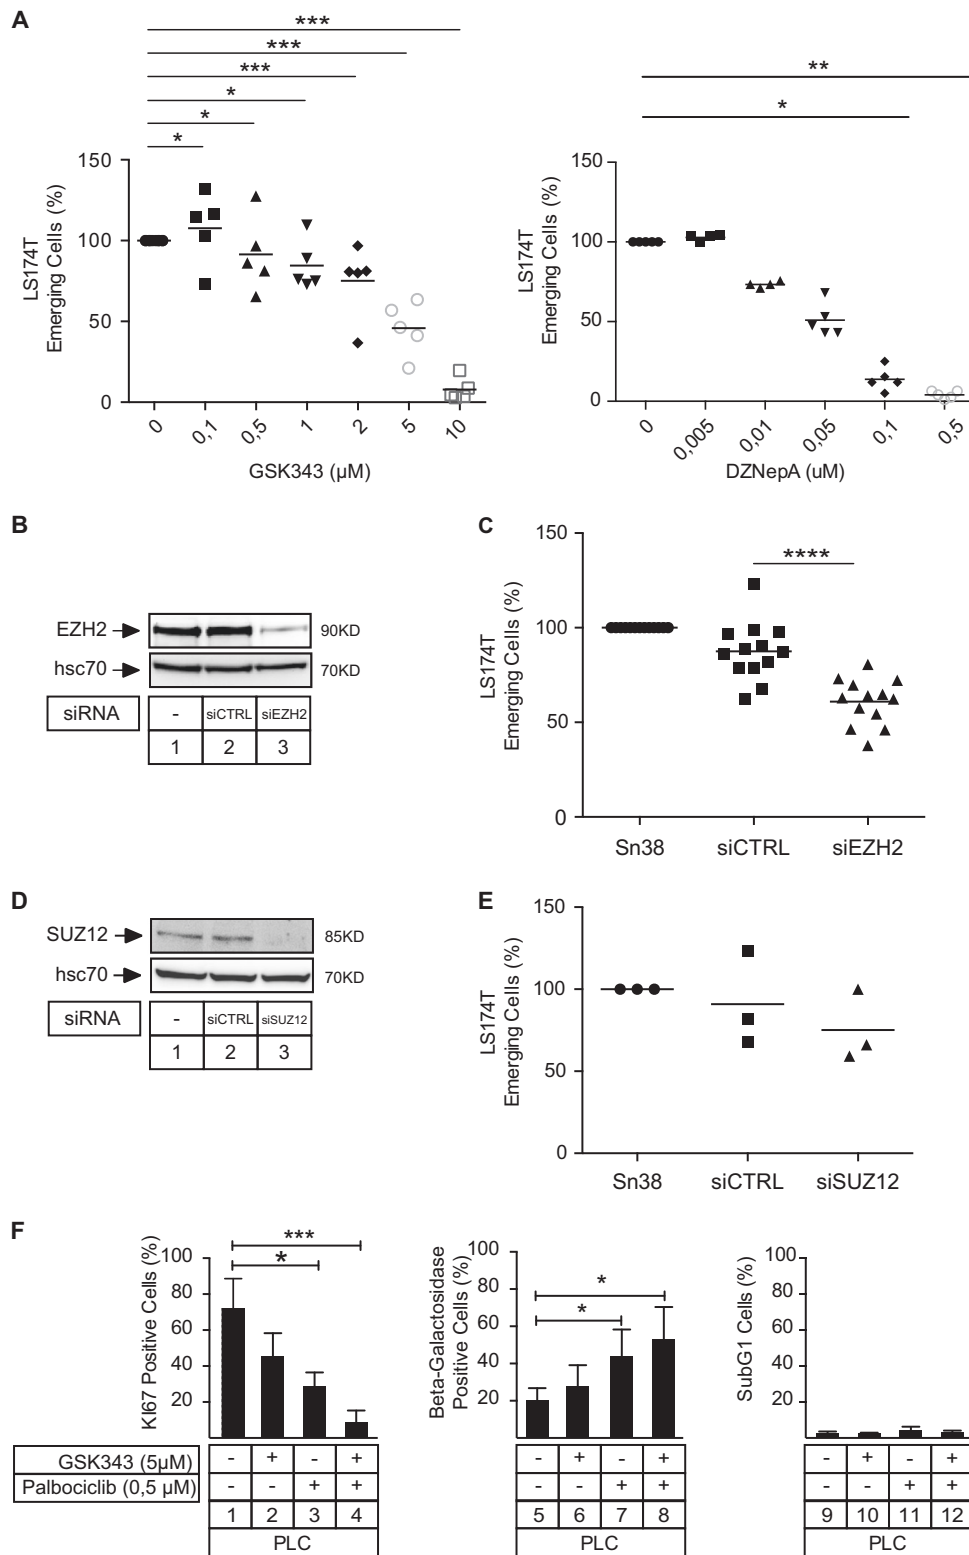 A
***
***
***
*
*
*
**
*
LS174T
Emerging Cells (%)
150
100
50
0
0
0,1
0,5
1
2
5
10
GSK343 (µM)
LS174T
Emerging Cells (%)
150
100
50
0
0
0,005
0,01
0,05
0,1
0,5
DZNepA (uM)
B
EZH2
90KD
hsc70
70KD
siRNA
- siCTRL siEZH2
1 2 3
C
****
LS174T
Emerging Cells (%)
150
100
50
0
Sn38 siCTRL siEZH2
D
SUZ12
85KD
hsc70
70KD
siRNA
- siCTRL siSUZ12
1 2 3
E
LS174T
Emerging Cells (%)
150
100
50
0
Sn38 siCTRL siSUZ12
F
KI67 Positive Cells (%)
100
80
60
40
20
***
*
Beta-Galactosidase
Positive Cells (%)
100
80
60
40
20
*
*
SubG1 Cells (%)
100
80
60
40
20
GSK343 (5µM) - + - + - + - + - + - +
Palbociclib (0,5 µM) - - + + - - + + - - + +
1 2 3 4 5 6 7 8 9 10 11 12
PLC PLC PLC